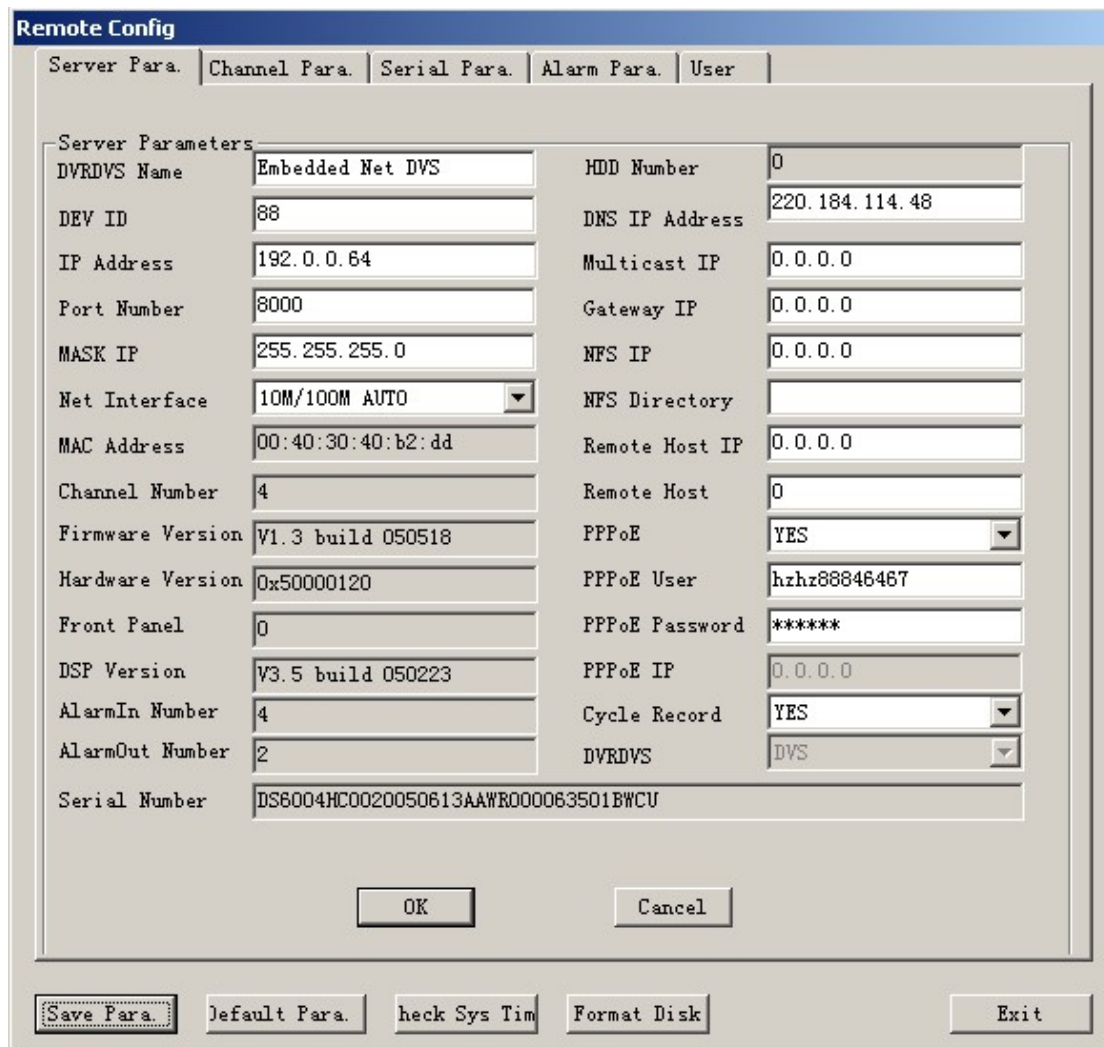 Remote Config
Server Para. Channel Para. Serial Para. Alarm Para. User
Server Parameters
DVRDVS Name Embedded Net DVS HDD Number 0
DEV ID 88 DNS IP Address 220.184.114.48
IP Address 192.0.0.64 Multicast IP 0.0.0.0
Port Number 8000 Gateway IP 0.0.0.0
MASK IP 255.255.255.0 NFS IP 0.0.0.0
Net Interface 10M/100M AUTO NFS Directory
MAC Address 00:40:30:40:b2:dd Remote Host IP 0.0.0.0
Channel Number 4 Remote Host 0
Firmware Version V1.3 build 050518 PPPoE YES
Hardware Version 0x50000120 PPPoE User hzhz88846467
Front Panel 0 PPPoE Password ******
DSP Version V3.5 build 050223 PPPoE IP 0.0.0.0
AlarmIn Number 4 Cycle Record YES
AlarmOut Number 2 DVRDVS DVS
Serial Number DS6004HC0020050613AAWR000063501BWCU
OK Cancel
Save Para. Default Para. heck Sys Tim Format Disk Exit